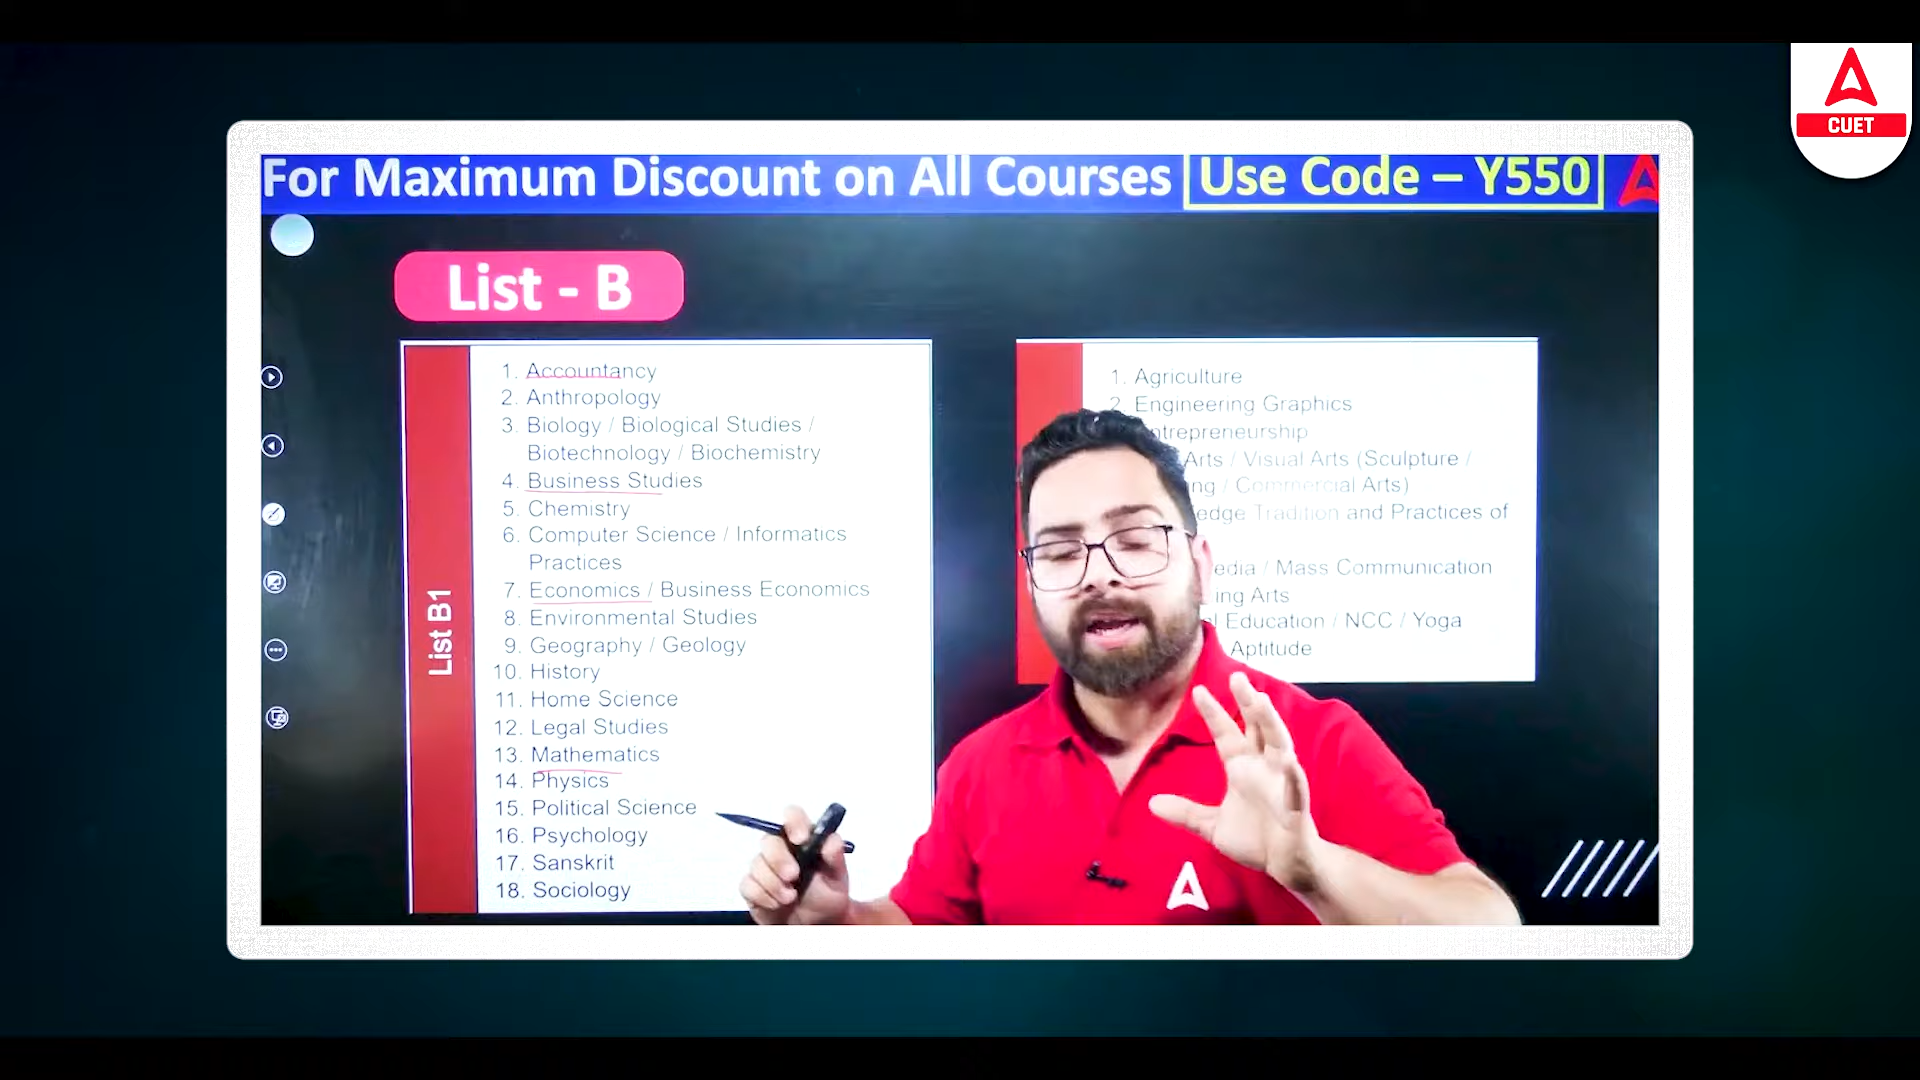 CUET
For Maximum Discount on All Courses Use Code – Y550
List - B
List B1
1. Accountancy
2. Anthropology
3. Biology / Biological Studies /
Biotechnology / Biochemistry
4. Business Studies
5. Chemistry
6. Computer Science / Informatics
Practices
7. Economics / Business Economics
8. Environmental Studies
9. Geography / Geology
10. History
11. Home Science
12. Legal Studies
13. Mathematics
14. Physics
15. Political Science
16. Psychology
17. Sanskrit
18. Sociology
1. Agriculture
2. Engineering Graphics
Arts / Visual Arts (Sculpture /
/ Commercial Arts)
Tradition and Practices of
/ Mass Communication
Arts
Education / NCC / Yoga
Aptitude